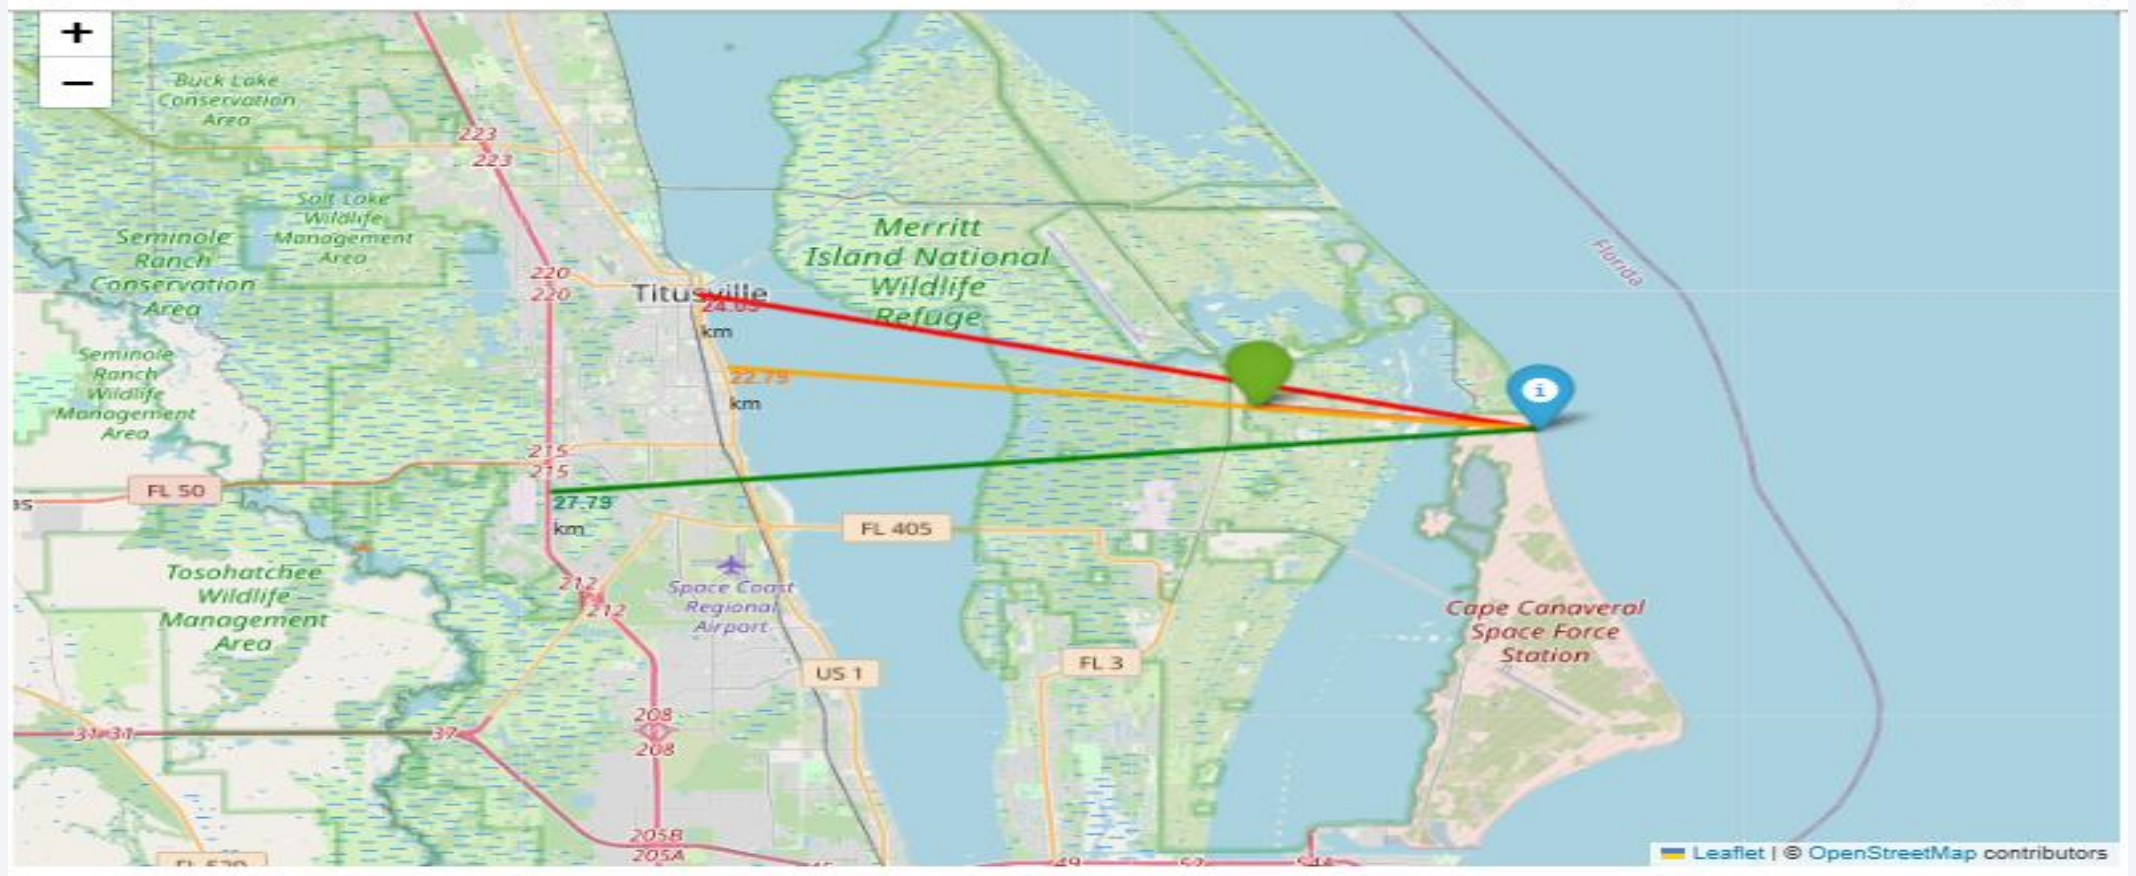 +
−
Buck Lake
Conservation
Area
223
223
Salt Lake
Wildlife
Management
Area
Seminole
Ranch
Conservation
Area
Merritt
Island National
Wildlife
Refuge
Florida
220
220
Titusville
km
22.79
km
Seminole
Ranch
Wildlife
Management
Area
i
215
215
FL 50
27.79
km
FL 405
Tosohatchee
Wildlife
Management
Area
212
212
Space Coast
Regional
Airport
Cape Canaveral
Space Force
Station
US 1
FL 3
208
208
31 31
37
205B
205A
49
52
54A
Leaflet | © OpenStreetMap contributors